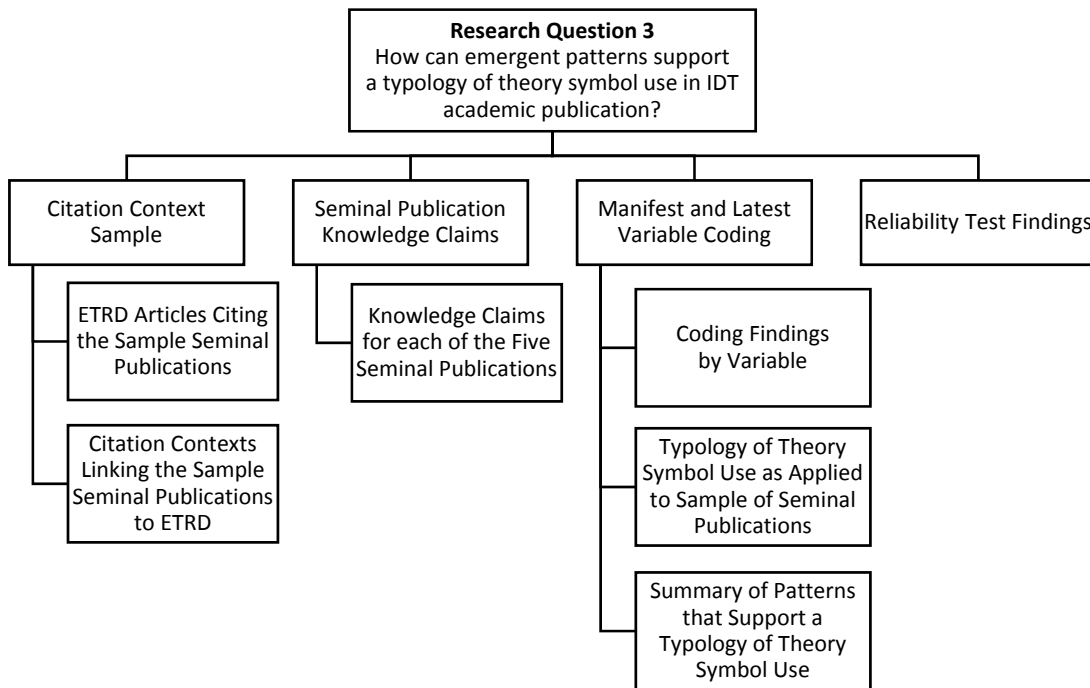 Research Question 3
How can emergent patterns support
a typology of theory symbol use in IDT
academic publication?
Citation Context
Sample
ETRD Articles Citing
the Sample Seminal
Publications
Citation Contexts
Linking the Sample
Seminal Publications
to ETRD
Seminal Publication
Knowledge Claims
Knowledge Claims
for each of the Five
Seminal Publications
Manifest and Latest
Variable Coding
Coding Findings
by Variable
Typology of Theory
Symbol Use as Applied
to Sample of Seminal
Publications
Summary of Patterns
that Support a
Typology of Theory
Symbol Use
Reliability Test Findings